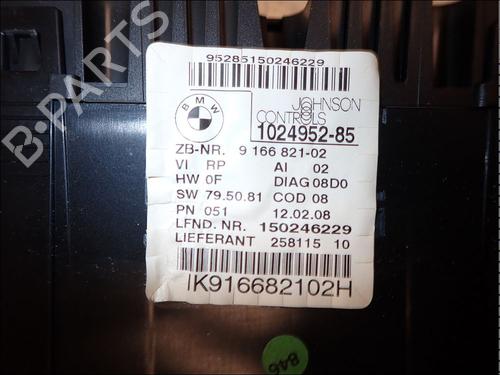 95285150246229
BMW
JOHNSON
CONTROLS
1024952-85
ZB-NR. 9 166 821-02
VI RP AI 02
HW 0F DIAG 08D0
SW 79.50.81 COD 08
PN 051 12.02.08
LFND. NR. 150246229
LIEFERANT 258115 10
IK916682102H
846
B-PARTS